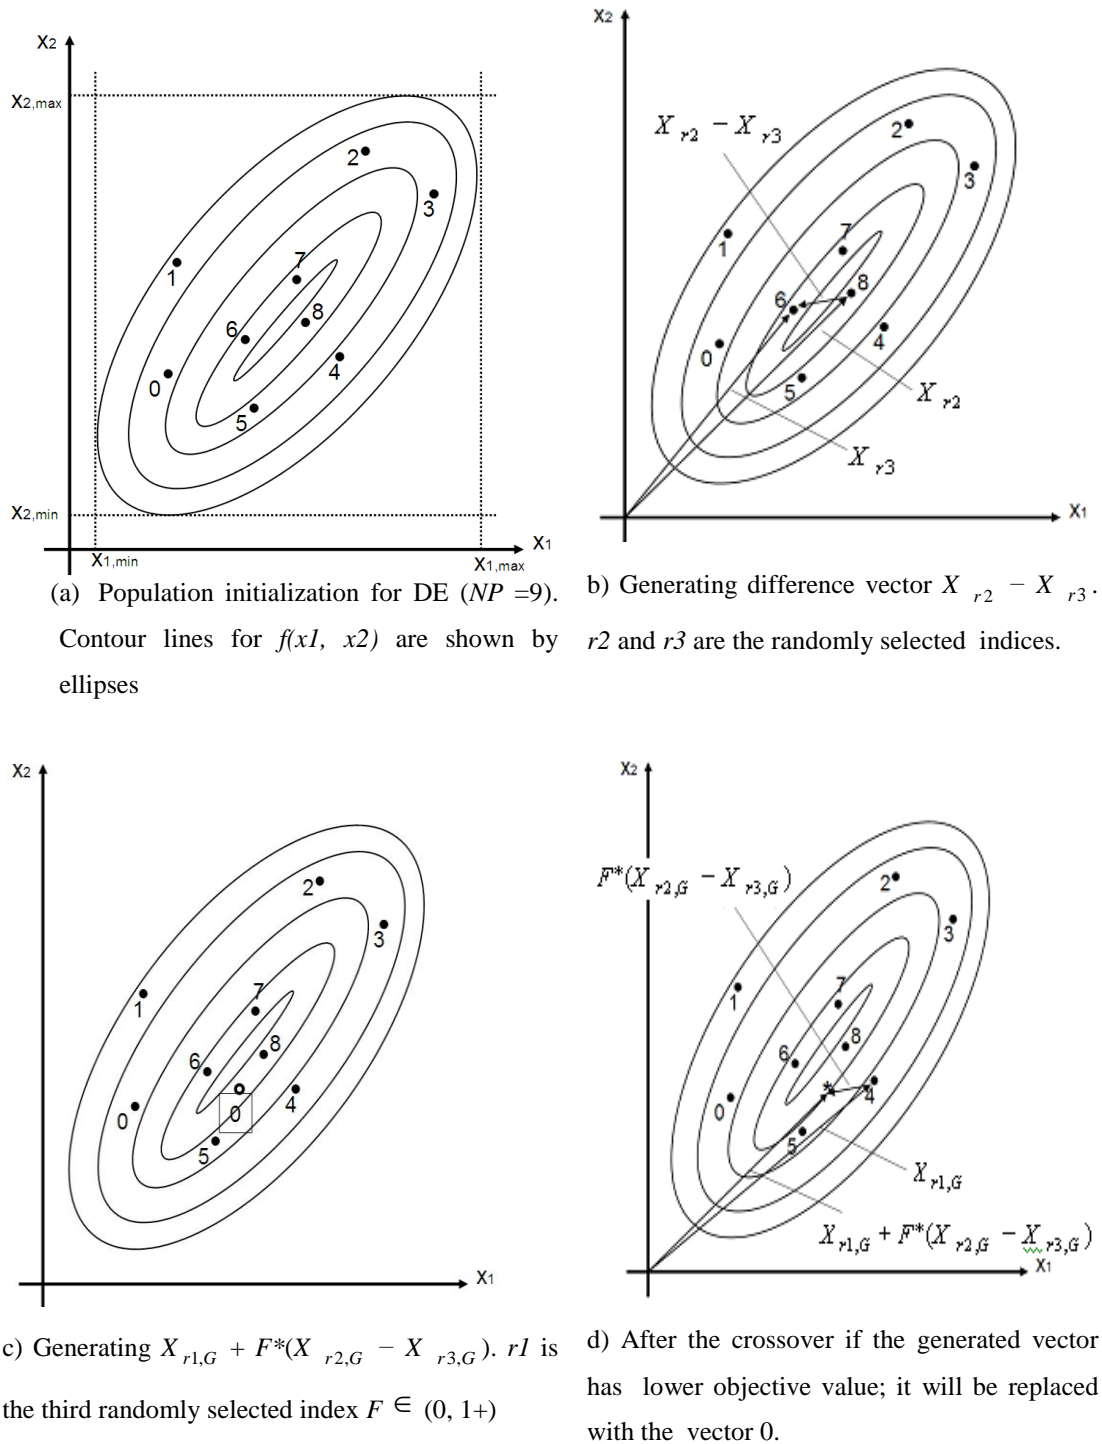 X2
X2,max
2
3
1
7
8
6
0
4
5
X2,min
X1
X1,min
X1,max
(a) Population initialization for DE (NP =9).
Contour lines for f(x1, x2) are shown by
ellipses
X2
X r2 − X r3
2
3
1
7
8
6
0
4
5
X r2
X r3
X1
b) Generating difference vector X r2 − X r3.
r2 and r3 are the randomly selected indices.
X2
2
3
1
7
8
6
0
0
4
5
X1
c) Generating X r1,G + F*(X r2,G − X r3,G). r1 is
the third randomly selected index F ∈ (0, 1+)
X2
F*(X r2,G − X r3,G)
2
3
1
7
8
6
*
0
4
5
X r1,G
X r1,G + F*(X r2,G − X r3,G)
X1
d) After the crossover if the generated vector
has lower objective value; it will be replaced
with the vector 0.